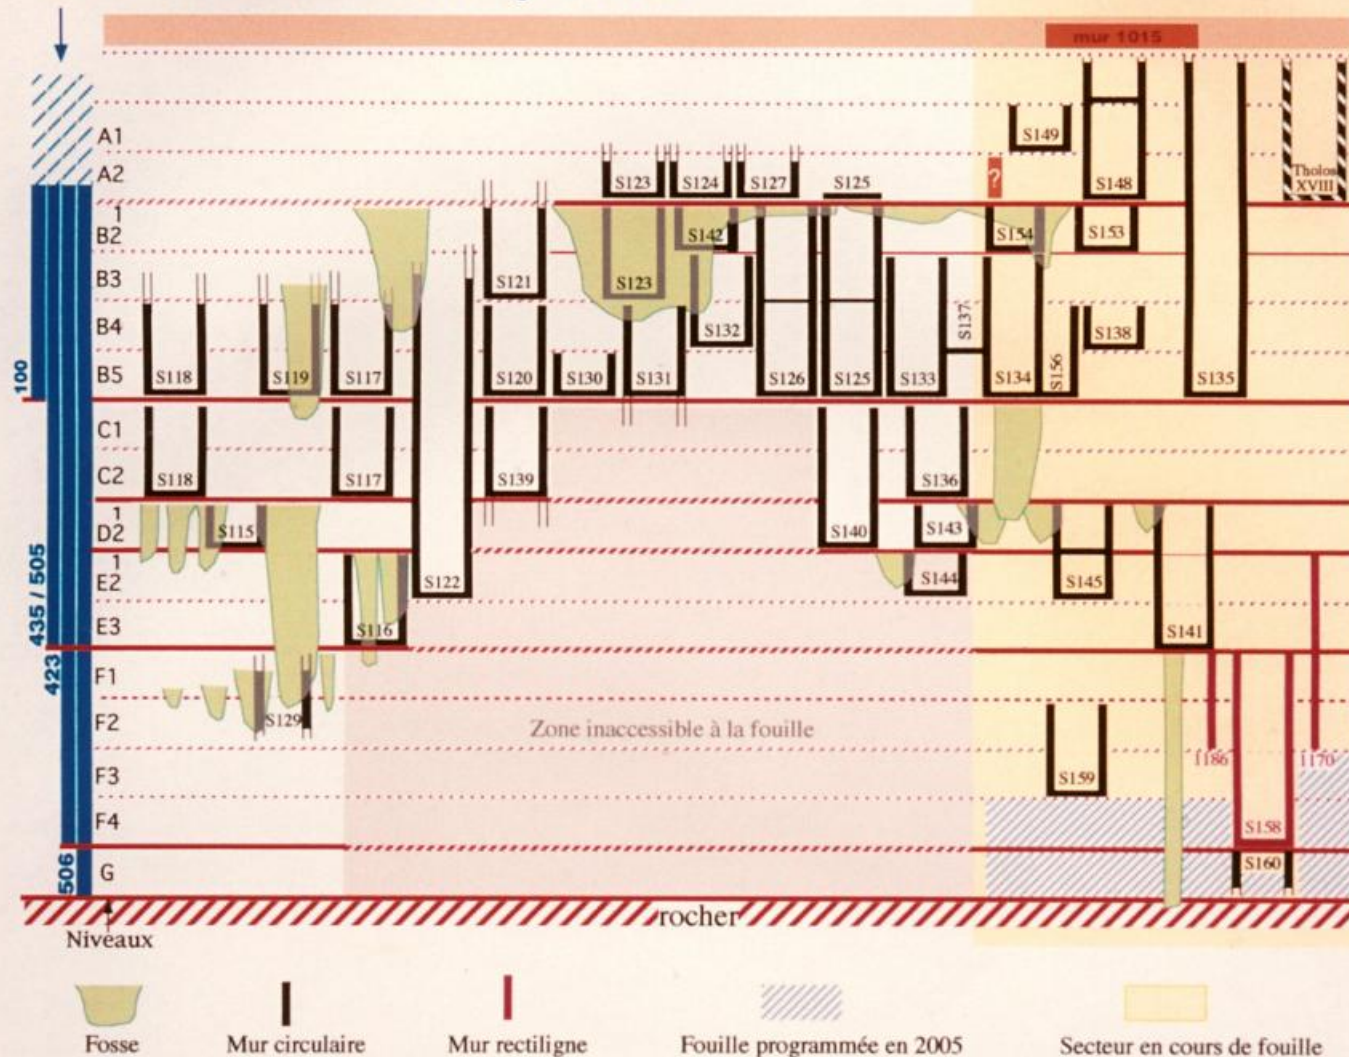 mur 1015
A1
S149
A2
S123 S124 S127 S125 ? S148 Tholos
XVIII
1
B2
S142 S154 S153
B3
S121 S123
B4
S132 S137 S138
100
B5
S118 S119 S117 S120 S130 S131 S126 S125 S133 S134 S156 S135
C1
C2
S118 S117 S139 S136
1
D2
S115 S140 S143
1
E2
S122 S144 S145
435 / 505
E3
S116 S141
423
F1
F2
S129
Zone inaccessible à la fouille
F3
S159 1186 1170
F4
S158
506
G
S160
rocher
Niveaux
Fosse Mur circulaire Mur rectiligne Fouille programmée en 2005 Secteur en cours de fouille